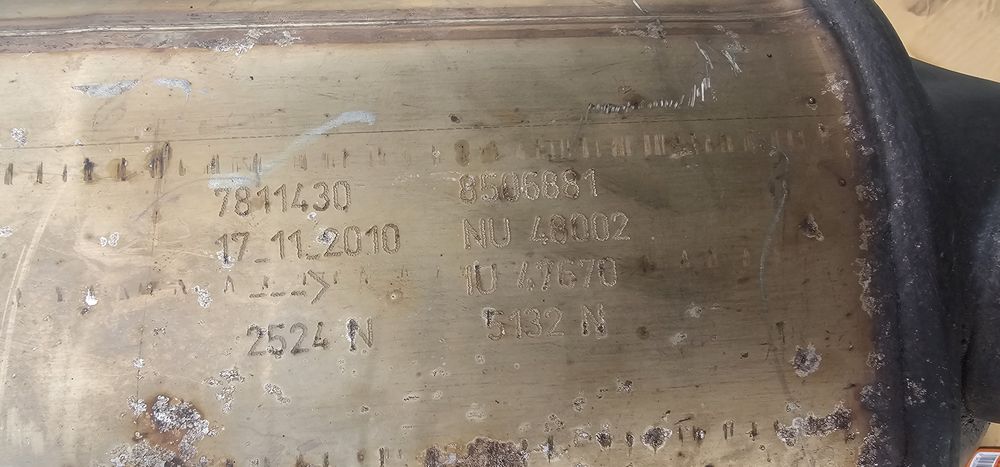 7811430 8506881
17_11_2010 NU 48002
---> 1U 47670
2524 N 5132 N